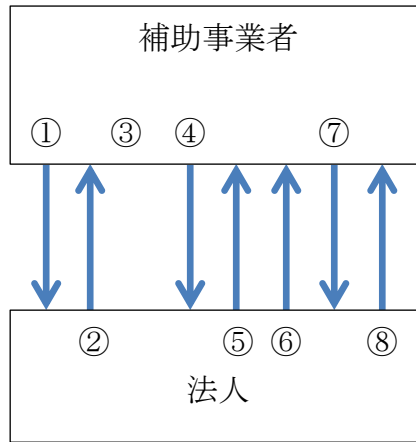 補助事業者
① ③ ④ ⑦
② ⑤ ⑥ ⑧
法人